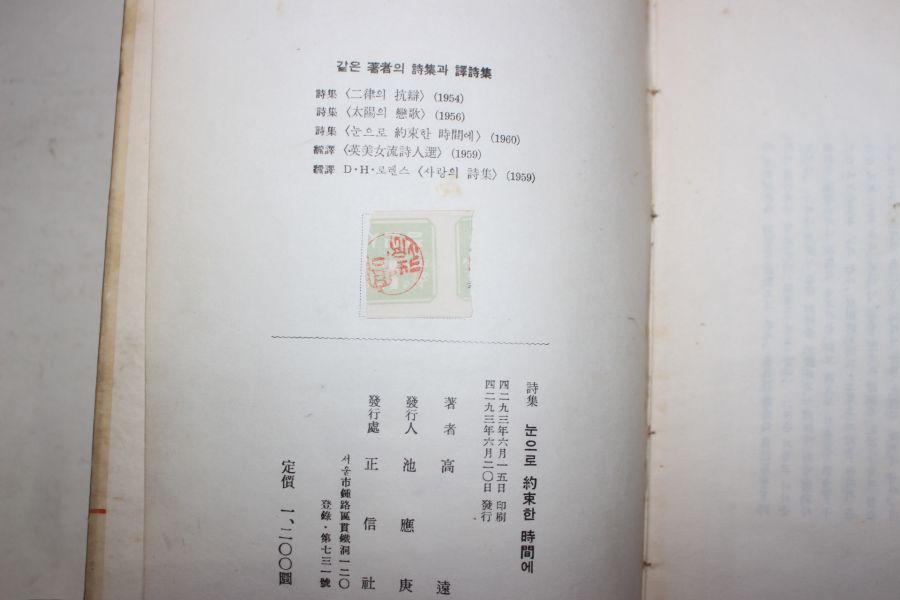 같은 著者의 詩集과 譯詩集
詩集 〈二律의 抗辯〉 (1954)
詩集 〈太陽의 戀歌〉 (1956)
詩集 〈눈으로 約束한 時間에〉 (1960)
飜譯 〈英美女流詩人選〉 (1959)
飜譯 D·H·로렌스 〈사랑의 詩集〉 (1959)
詩集 눈으로 約束한 時間에
四二九三年六月一五日 印刷
四二九三年六月二〇日 發行
著者 高遠
發行人 池應庚
發行處 正信社
서울市鍾路區貫鐵洞一二〇
登錄·第七三一號
定價 一、二〇〇圜